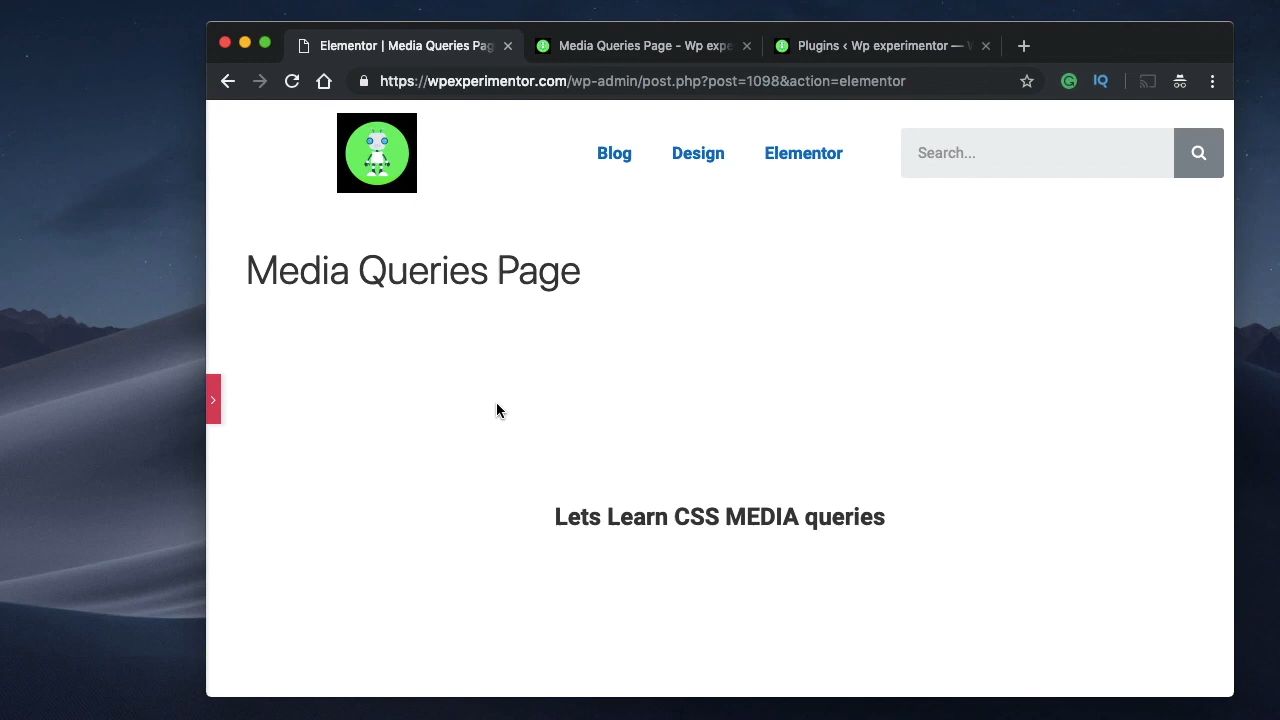 Elementor | Media Queries Pag
Media Queries Page - Wp expe
Plugins ‹ Wp experimentor —
https://wpexperimentor.com/wp-admin/post.php?post=1098&action=elementor
IQ
Blog
Design
Elementor
Search...
Media Queries Page
Lets Learn CSS MEDIA queries